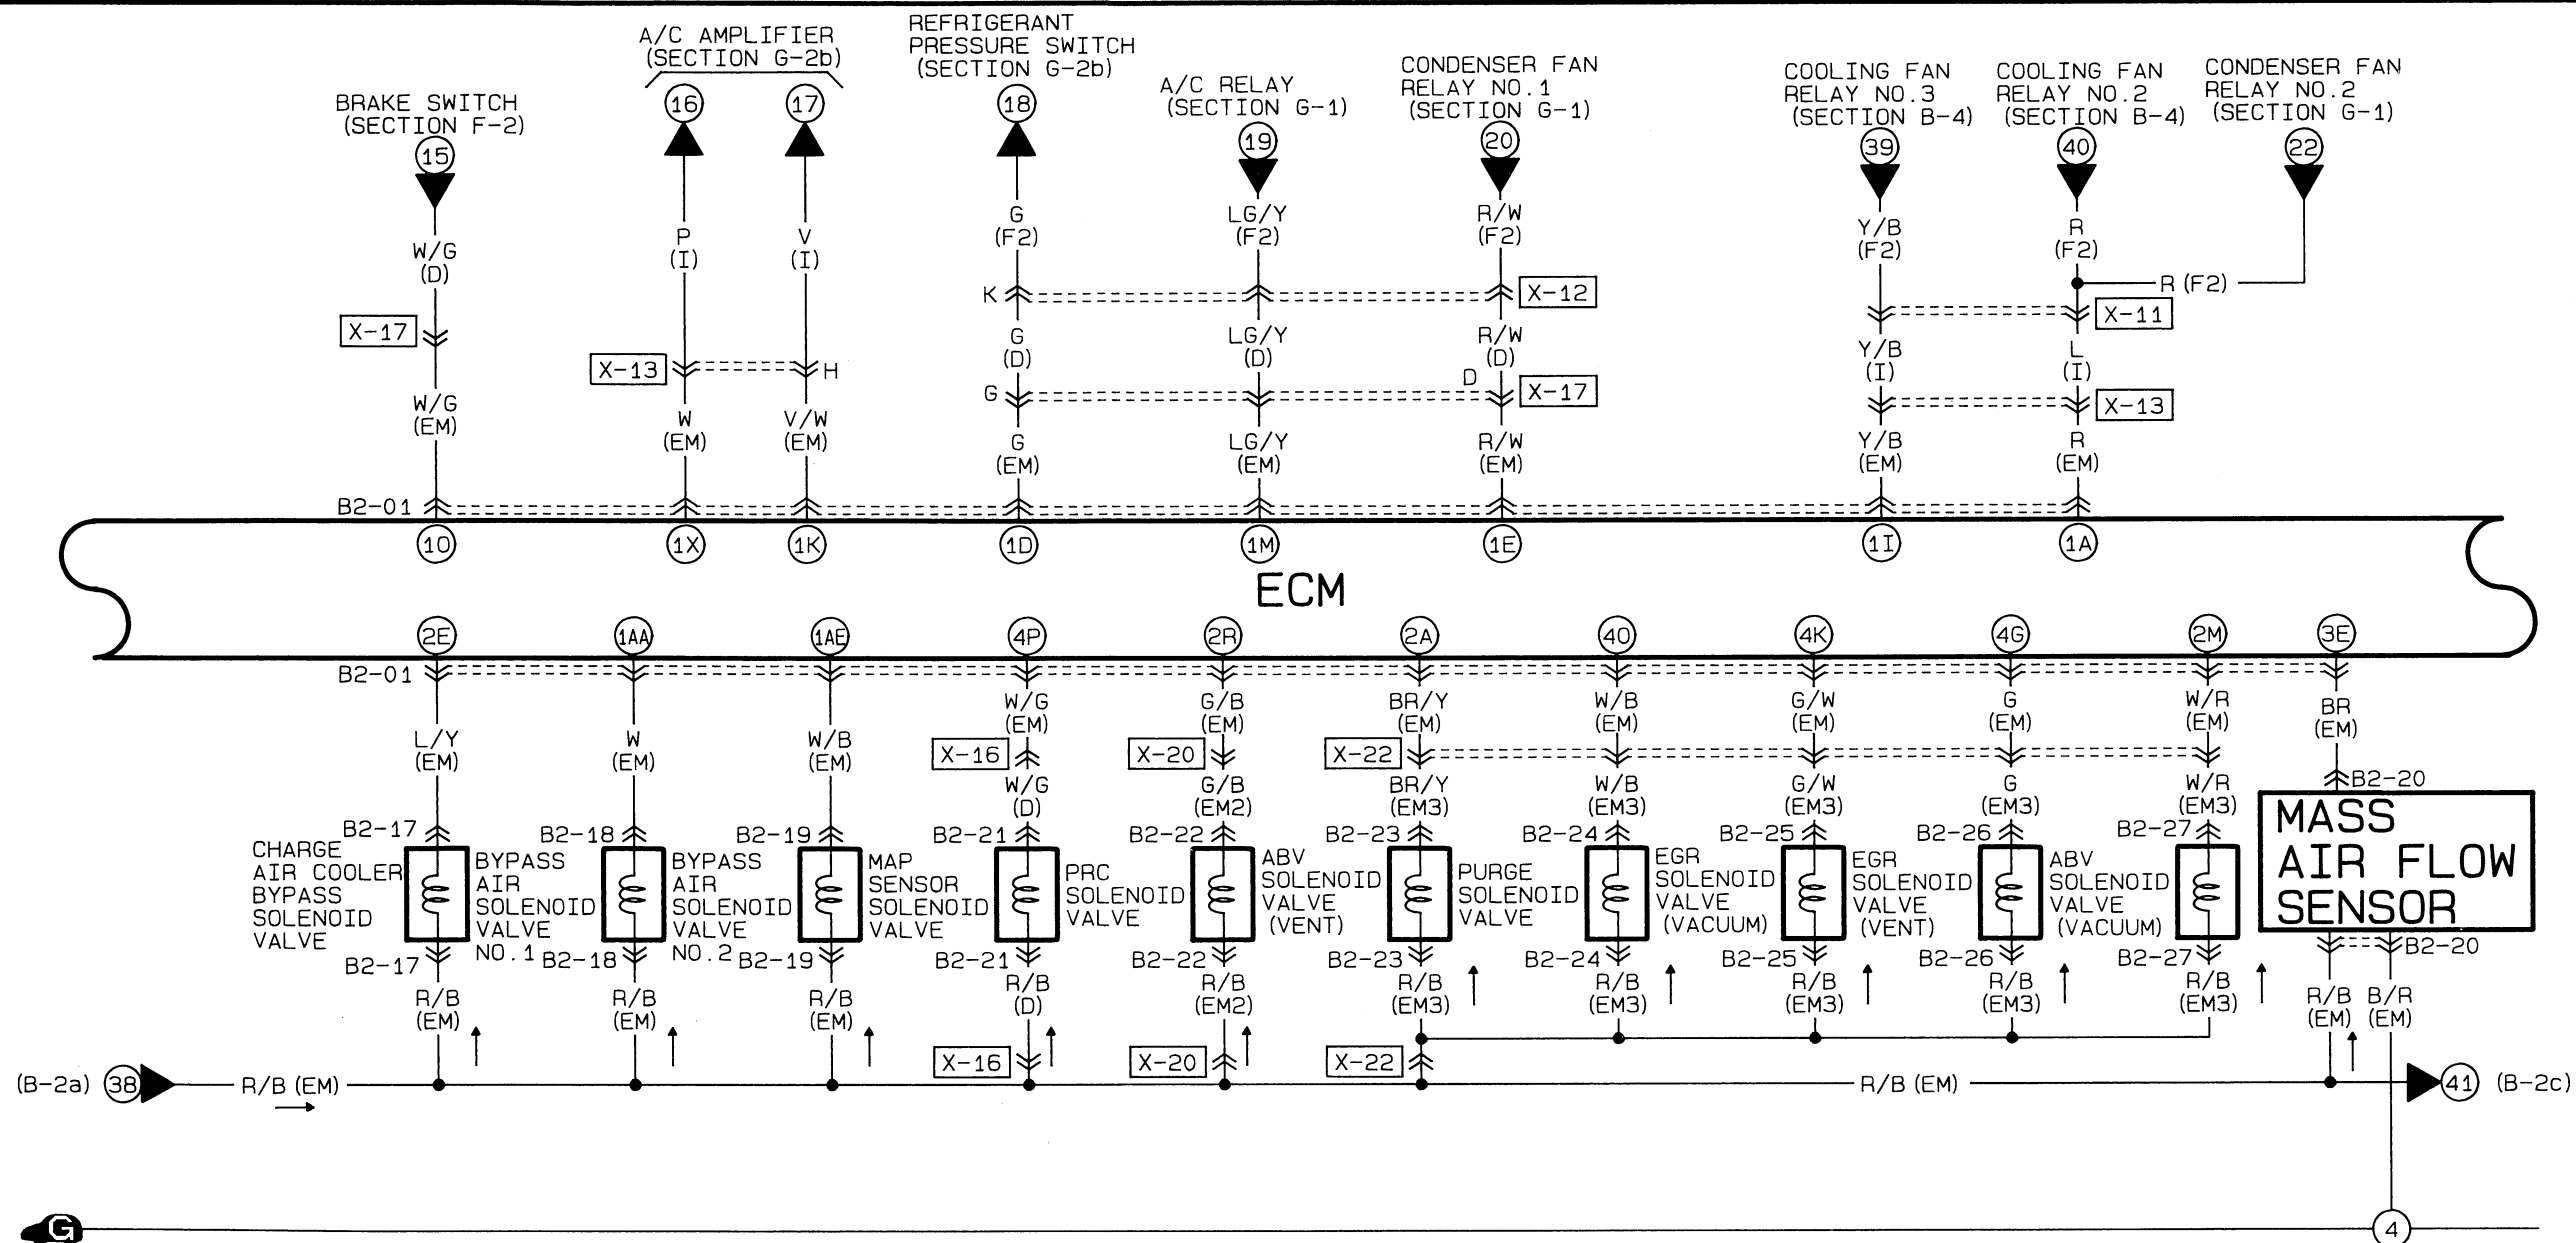 A/C AMPLIFIER
(SECTION G-2b)
REFRIGERANT
PRESSURE SWITCH
(SECTION G-2b)
BRAKE SWITCH
(SECTION F-2)
A/C RELAY
(SECTION G-1)
CONDENSER FAN
RELAY NO.1
(SECTION G-1)
COOLING FAN
RELAY NO.3
(SECTION B-4)
COOLING FAN
RELAY NO.2
(SECTION B-4)
CONDENSER FAN
RELAY NO.2
(SECTION G-1)
15 16 17 18 19 20 39 40 22
W/G
(D)
X-17
W/G
(EM)
P
(I)
V
(I)
X-13 H
W
(EM)
V/W
(EM)
G
(F2)
LG/Y
(F2)
R/W
(F2)
K X-12
G
(D)
LG/Y
(D)
R/W
(D)
G D X-17
G
(EM)
LG/Y
(EM)
R/W
(EM)
Y/B
(F2)
R
(F2)
R (F2)
X-11
Y/B
(I)
L
(I)
X-13
Y/B
(EM)
R
(EM)
B2-01
1O 1X 1K 1D 1M 1E 1I 1A
ECM
2E 1AA 1AE 4P 2R 2A 4O 4K 4G 2M 3E
B2-01
L/Y
(EM)
W
(EM)
W/B
(EM)
W/G
(EM)
G/B
(EM)
BR/Y
(EM)
W/B
(EM)
G/W
(EM)
G
(EM)
W/R
(EM)
BR
(EM)
X-16 X-20 X-22
W/G
(D)
G/B
(EM2)
BR/Y
(EM3)
W/B
(EM3)
G/W
(EM3)
G
(EM3)
W/R
(EM3)
B2-20
B2-17 B2-18 B2-19 B2-21 B2-22 B2-23 B2-24 B2-25 B2-26 B2-27
CHARGE
AIR COOLER
BYPASS
SOLENOID
VALVE
BYPASS
AIR
SOLENOID
VALVE
NO.1
BYPASS
AIR
SOLENOID
VALVE
NO.2
MAP
SENSOR
SOLENOID
VALVE
PRC
SOLENOID
VALVE
ABV
SOLENOID
VALVE
(VENT)
PURGE
SOLENOID
VALVE
EGR
SOLENOID
VALVE
(VACUUM)
EGR
SOLENOID
VALVE
(VENT)
ABV
SOLENOID
VALVE
(VACUUM)
MASS
AIR FLOW
SENSOR
B2-17 B2-18 B2-19 B2-21 B2-22 B2-23 B2-24 B2-25 B2-26 B2-27 B2-20
R/B
(EM)
R/B
(EM)
R/B
(EM)
R/B
(D)
R/B
(EM2)
R/B
(EM3)
R/B
(EM3)
R/B
(EM3)
R/B
(EM3)
R/B
(EM3)
R/B
(EM)
B/R
(EM)
X-16 X-20 X-22
(B-2a) 38 R/B (EM) R/B (EM) 41 (B-2c)
G 4